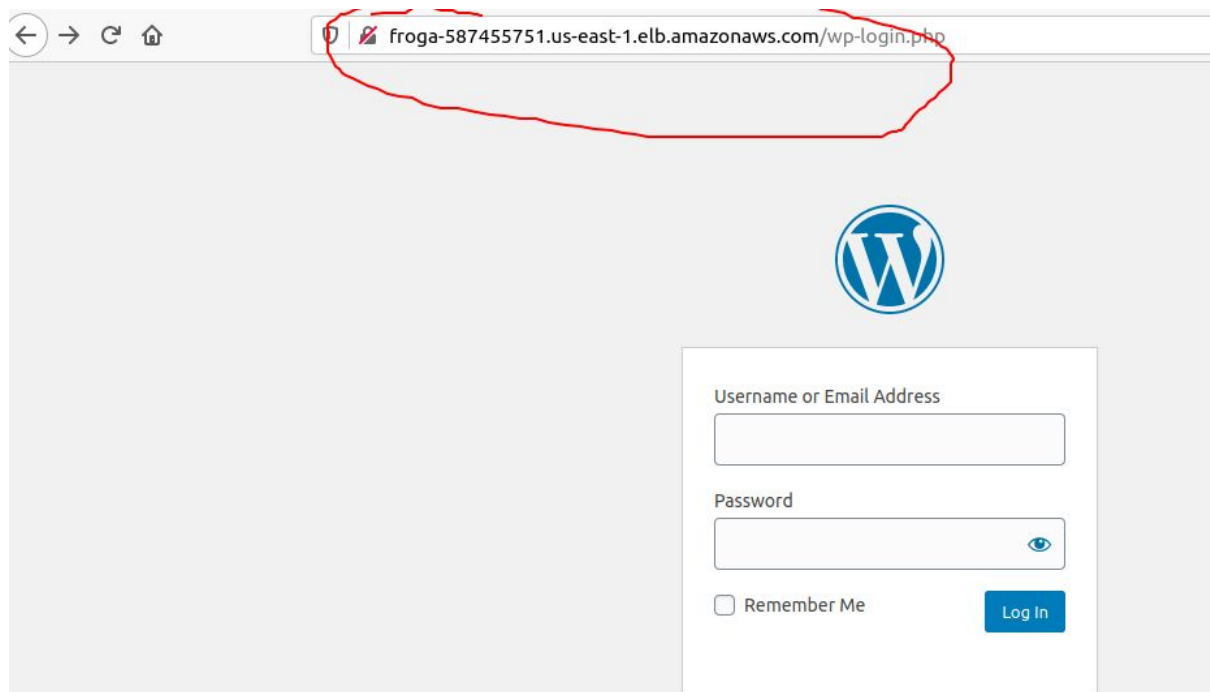 froga-587455751.us-east-1.elb.amazonaws.com/wp-login.php
Username or Email Address
Password
Remember Me
Log In